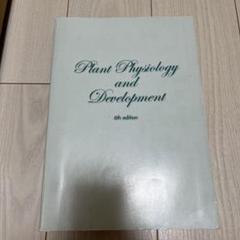 Plant Physiology
and
Development
6th edition